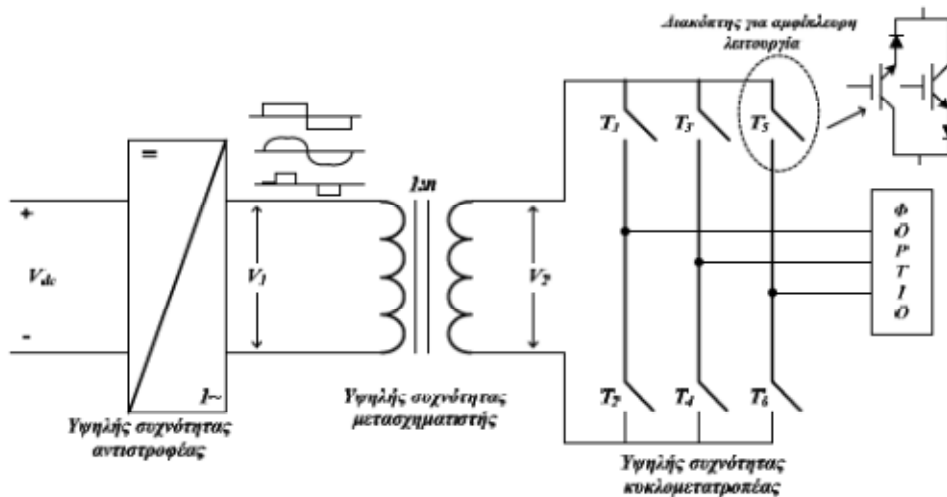 Διακόπτης για αμφίπλευρη
λειτουργία
T1
T3
T5
=
1:n
+
Vdc
-
V1
V2
Φ
Ο
Ρ
Τ
Ι
Ο
1~
T2
T4
T6
Υψηλής συχνότητας
αντιστροφέας
Υψηλής συχνότητας
μετασχηματιστής
Υψηλής συχνότητας
κυκλομετατροπέας